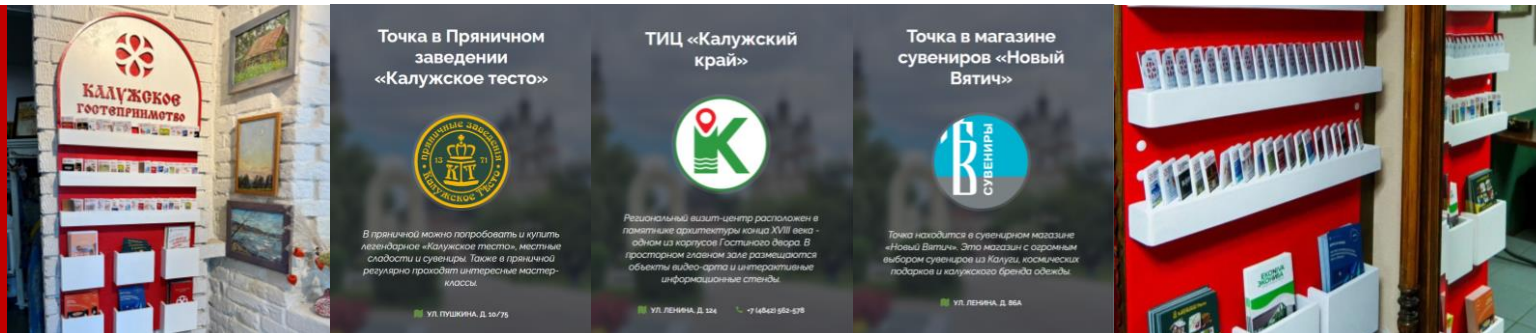 КАЛУЖСКОЕ
ГОСТЕПРИИМСТВО
Точка в Пряничном
заведении
«Калужское тесто»
ПРЯНИЧНЫЕ ЗАВЕДЕНІЯ
15 71
КТ
КАЛУЖСКОЕ ТѢСТО
В пряничной можно попробовать и купить
легендарное «Калужское тесто», местные
сладости и сувениры. Также в пряничной
регулярно проходят интересные мастер-
классы.
УЛ. ПУШКИНА, Д. 10/75
ТИЦ «Калужский
край»
К
Региональный визит-центр расположен в
памятнике архитектуры конца XVIII века -
одном из корпусов Гостиного двора. В
просторном главном зале размещаются
объекты видео-арта и интерактивные
информационные стенды.
УЛ. ЛЕНИНА, Д. 124
+7 (4842) 562-578
Точка в магазине
сувениров «Новый
Вятич»
СУВЕНИРЫ
Точка находится в сувенирном магазине
«Новый Вятич». Это магазин с огромным
выбором сувениров из Калуги, космических
подарков и калужского бренда одежды.
УЛ. ЛЕНИНА, Д. 86А